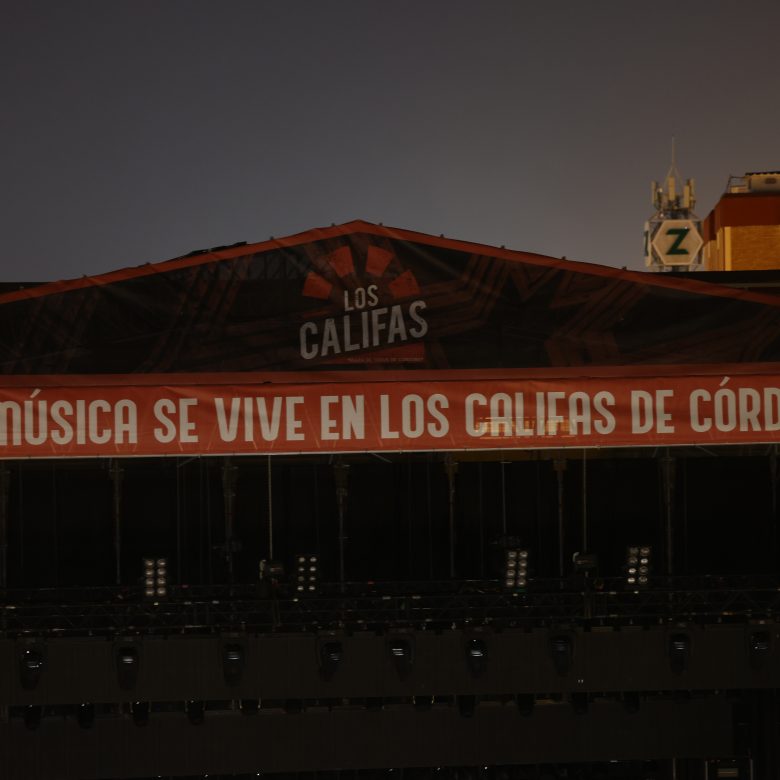 Z
LOS
CALIFAS
MÚSICA SE VIVE EN LOS CALIFAS DE CÓRD